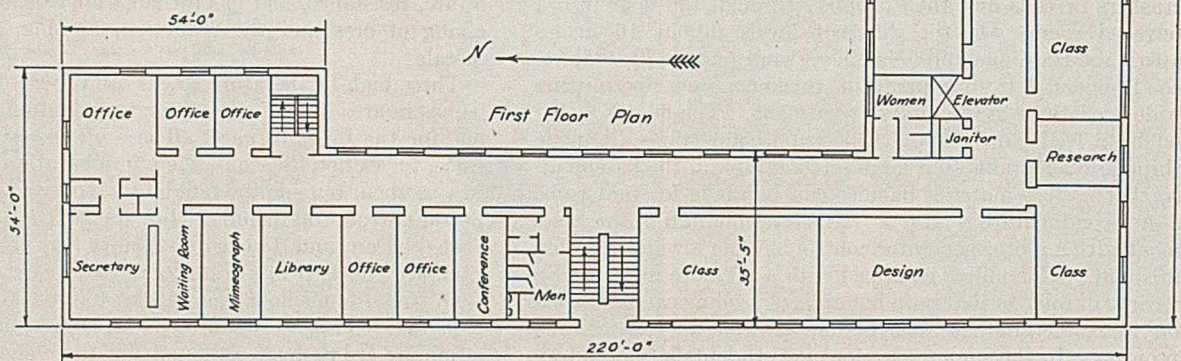 54'-0"
N
Class
Office
Office
Office
First Floor Plan
Women
Elevator
Janitor
Research
54'-0"
Secretary
Waiting Room
Mimeograph
Library
Office
Office
Conference
Men
Class
35'-5"
Design
Class
220'-0"